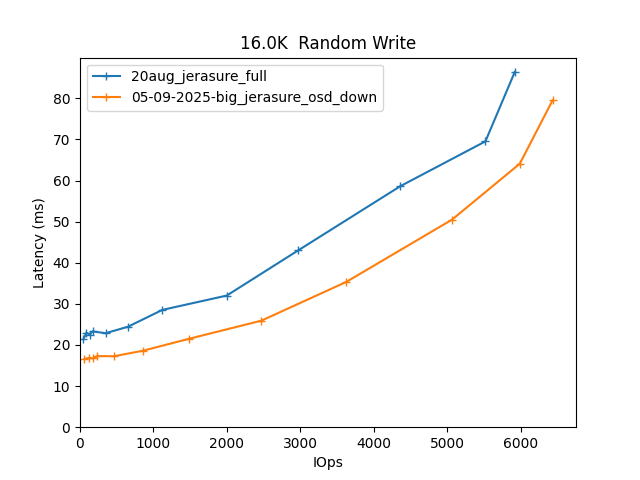 16.0K  Random Write
20aug_jerasure_full
05-09-2025-big_jerasure_osd_down
Latency (ms)
80
70
60
50
40
30
20
10
0
0 1000 2000 3000 4000 5000 6000
IOps